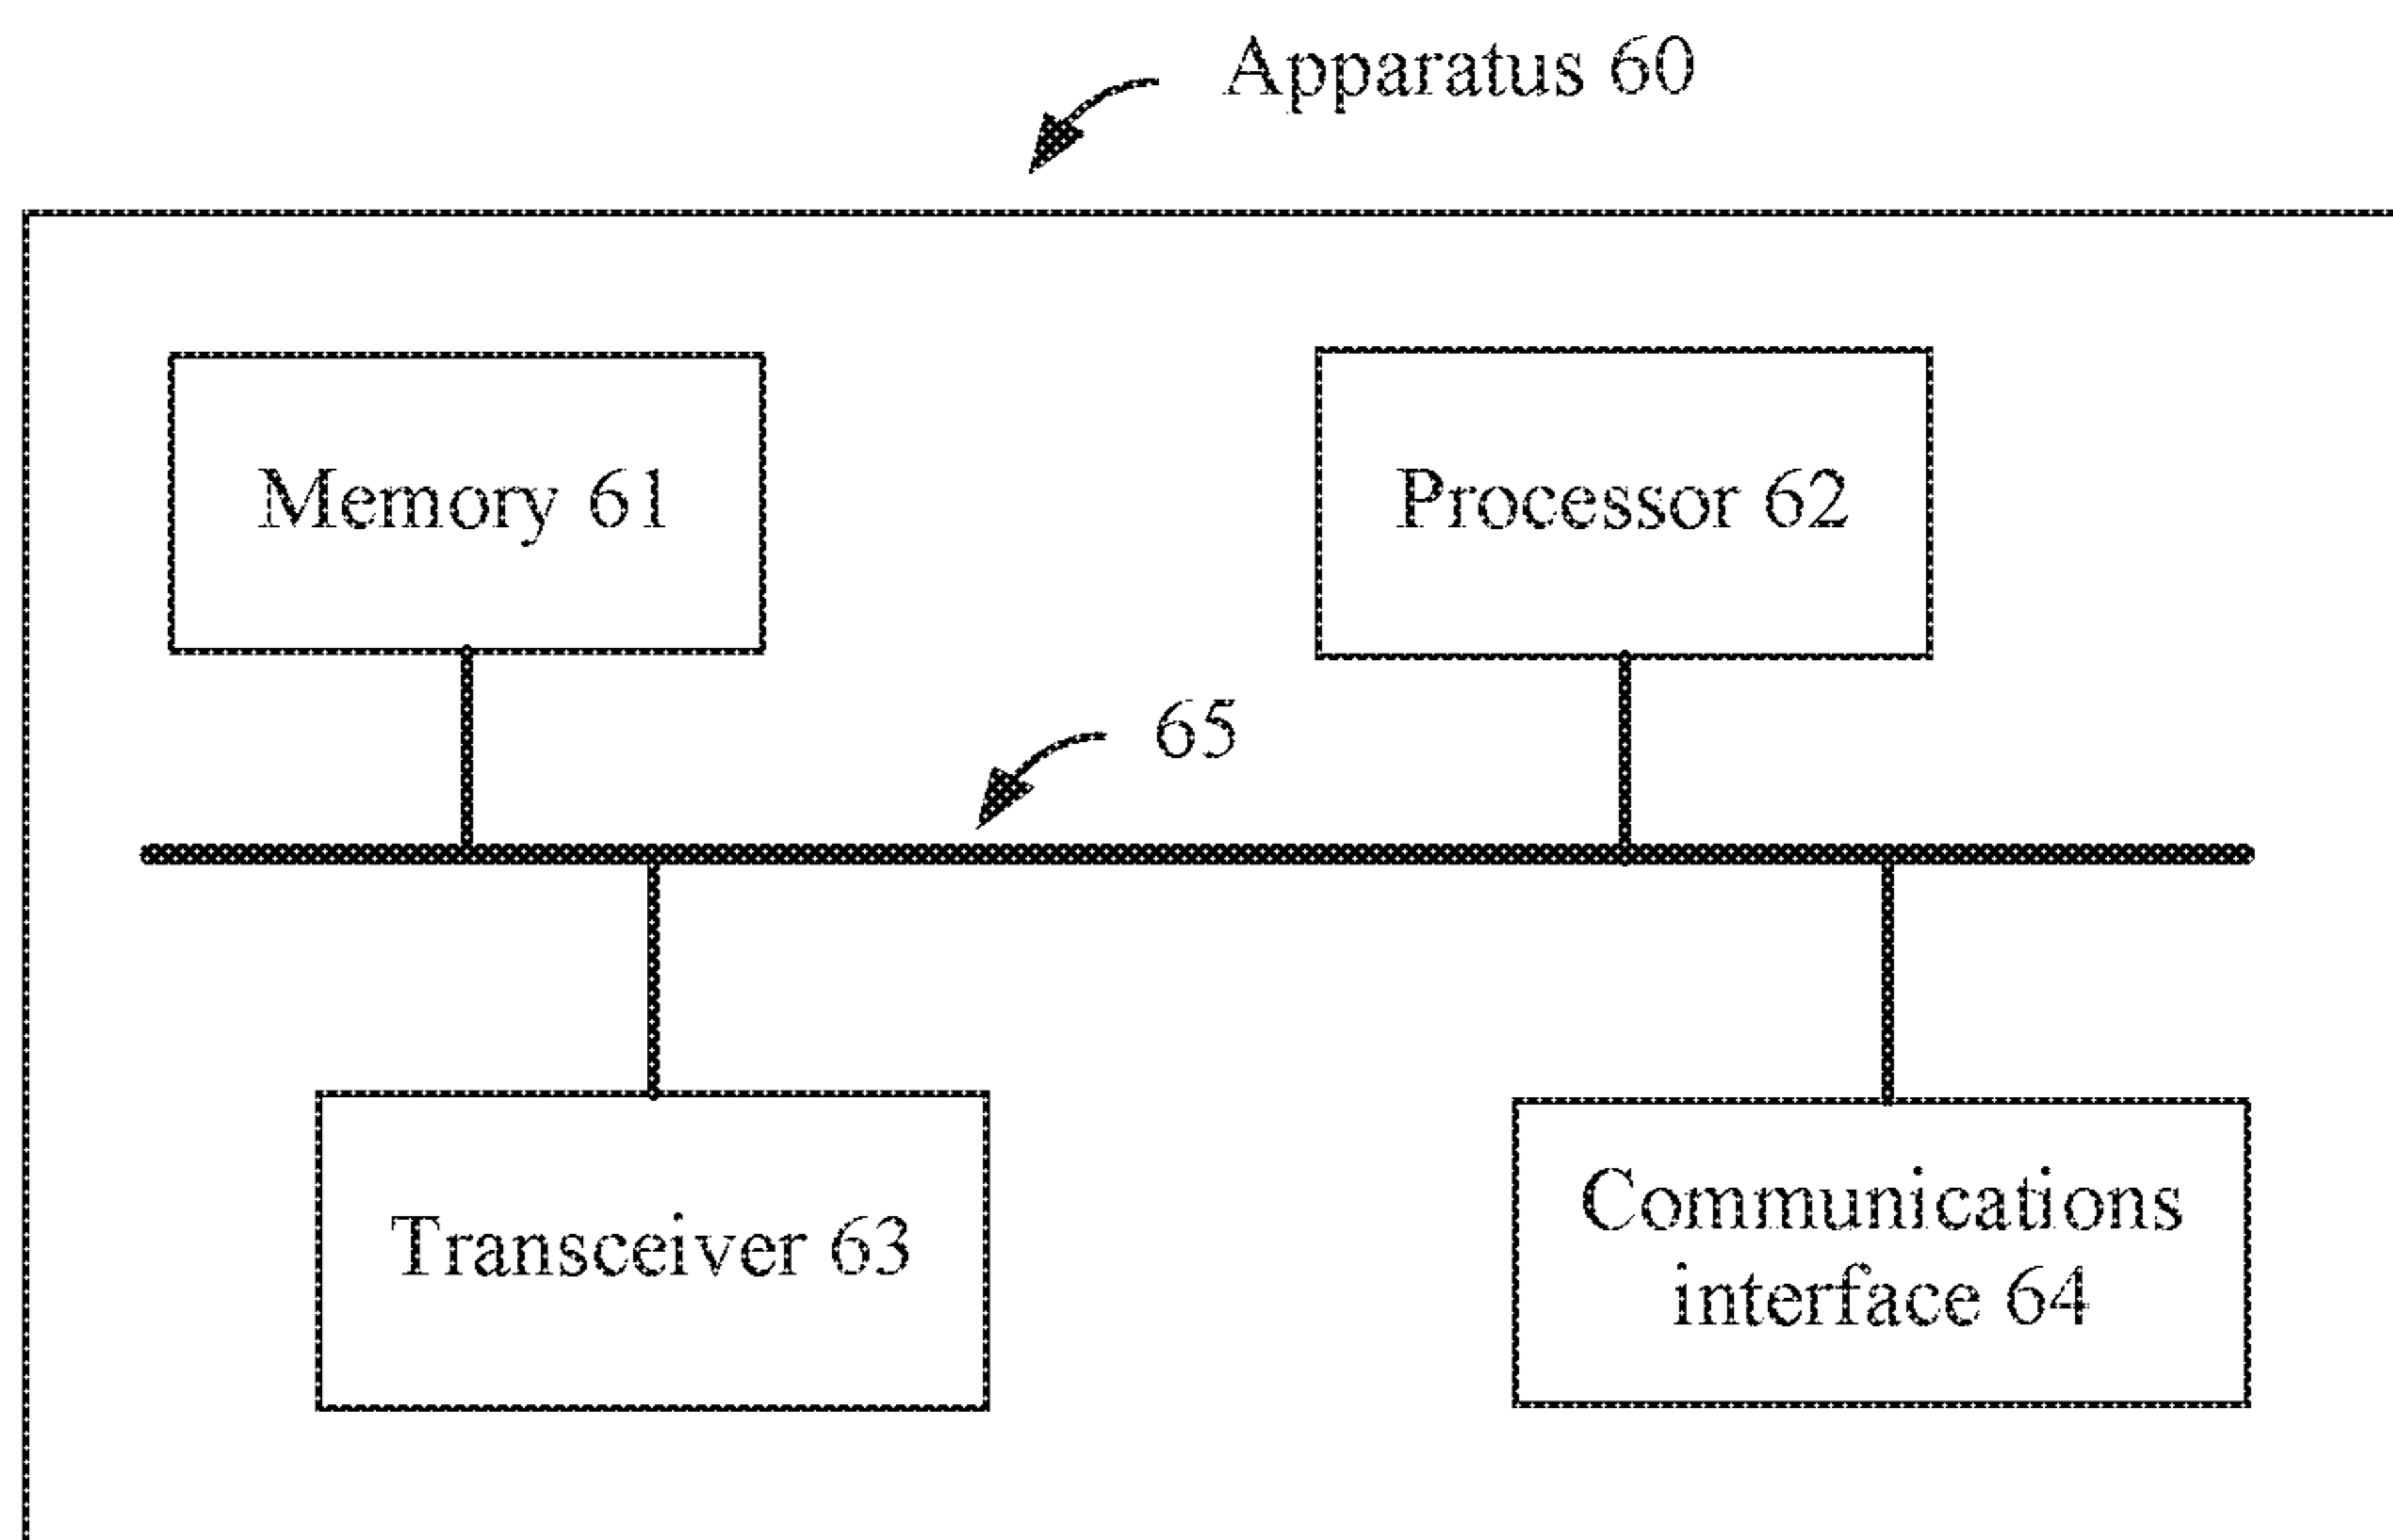 Apparatus 60
Memory 61
Processor 62
65
Transceiver 63
Communications
interface 64